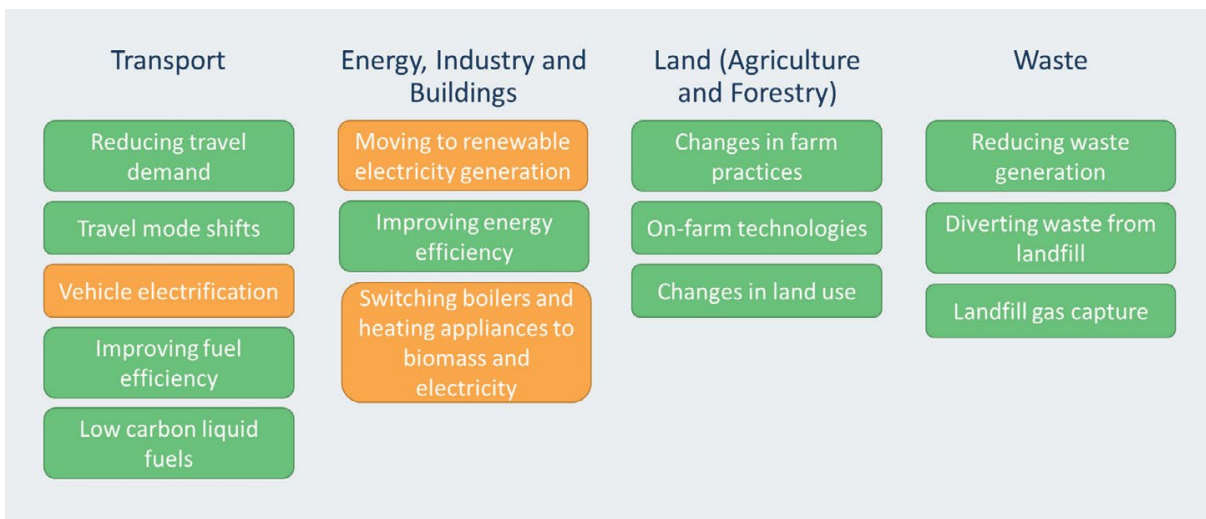 Transport
Reducing travel
demand
Travel mode shifts
Vehicle electrification
Improving fuel
efficiency
Low carbon liquid
fuels
Energy, Industry and
Buildings
Moving to renewable
electricity generation
Improving energy
efficiency
Switching boilers and
heating appliances to
biomass and
electricity
Land (Agriculture
and Forestry)
Changes in farm
practices
On-farm technologies
Changes in land use
Waste
Reducing waste
generation
Diverting waste from
landfill
Landfill gas capture